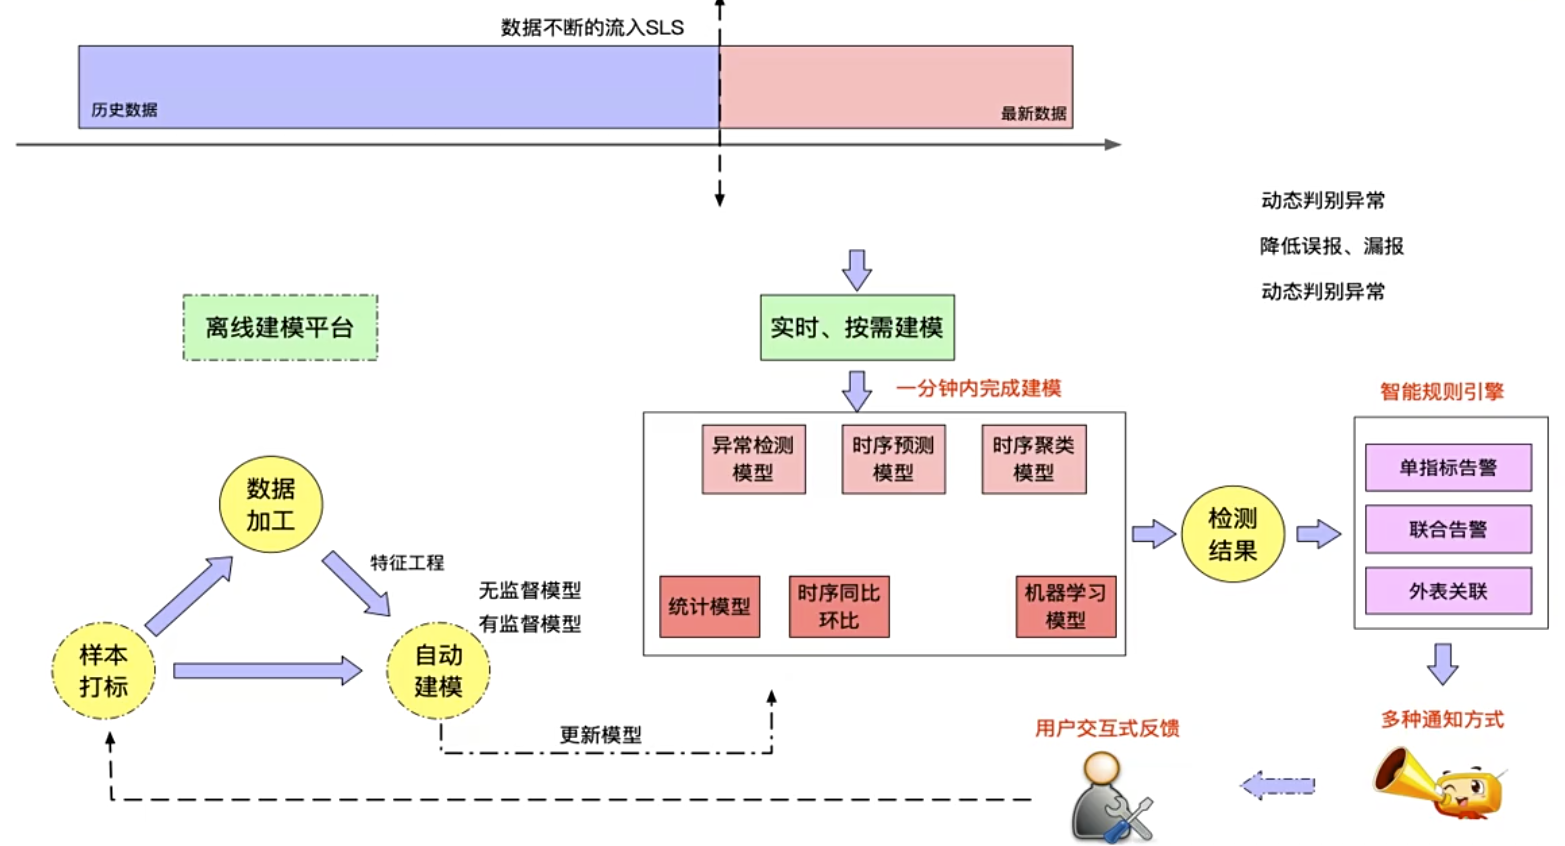 数据不断的流入SLS
历史数据
最新数据
动态判别异常
降低误报、漏报
动态判别异常
离线建模平台
实时、按需建模
一分钟内完成建模
智能规则引擎
异常检测
模型
时序预测
模型
时序聚类
模型
单指标告警
数据
加工
检测
结果
联合告警
特征工程
无监督模型
有监督模型
统计模型
时序同比
环比
机器学习
模型
外表关联
样本
打标
自动
建模
更新模型
用户交互式反馈
多种通知方式